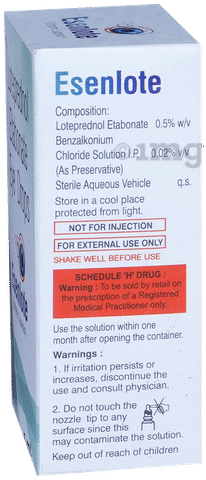 Esenlote
Composition:
Loteprednol Etabonate 0.5% w/v
Benzalkonium
Chloride Solution I.P. 0.02% v/v
(As Preservative)
Sterile Aqueous Vehicle q.s.
Store in a cool place
protected from light.
NOT FOR INJECTION
FOR EXTERNAL USE ONLY
SHAKE WELL BEFORE USE
SCHEDULE 'H' DRUG :
Warning : To be sold by retail on
the prescription of a Registered
Medical Practitioner only.
Use the solution within one
month after opening the container.
Warnings :
1. If irritation persists or
increases, discontinue the
use and consult physician.
2. Do not touch the
nozzle tip to any
surface since this
may contaminate the solution.
Keep out of reach of children